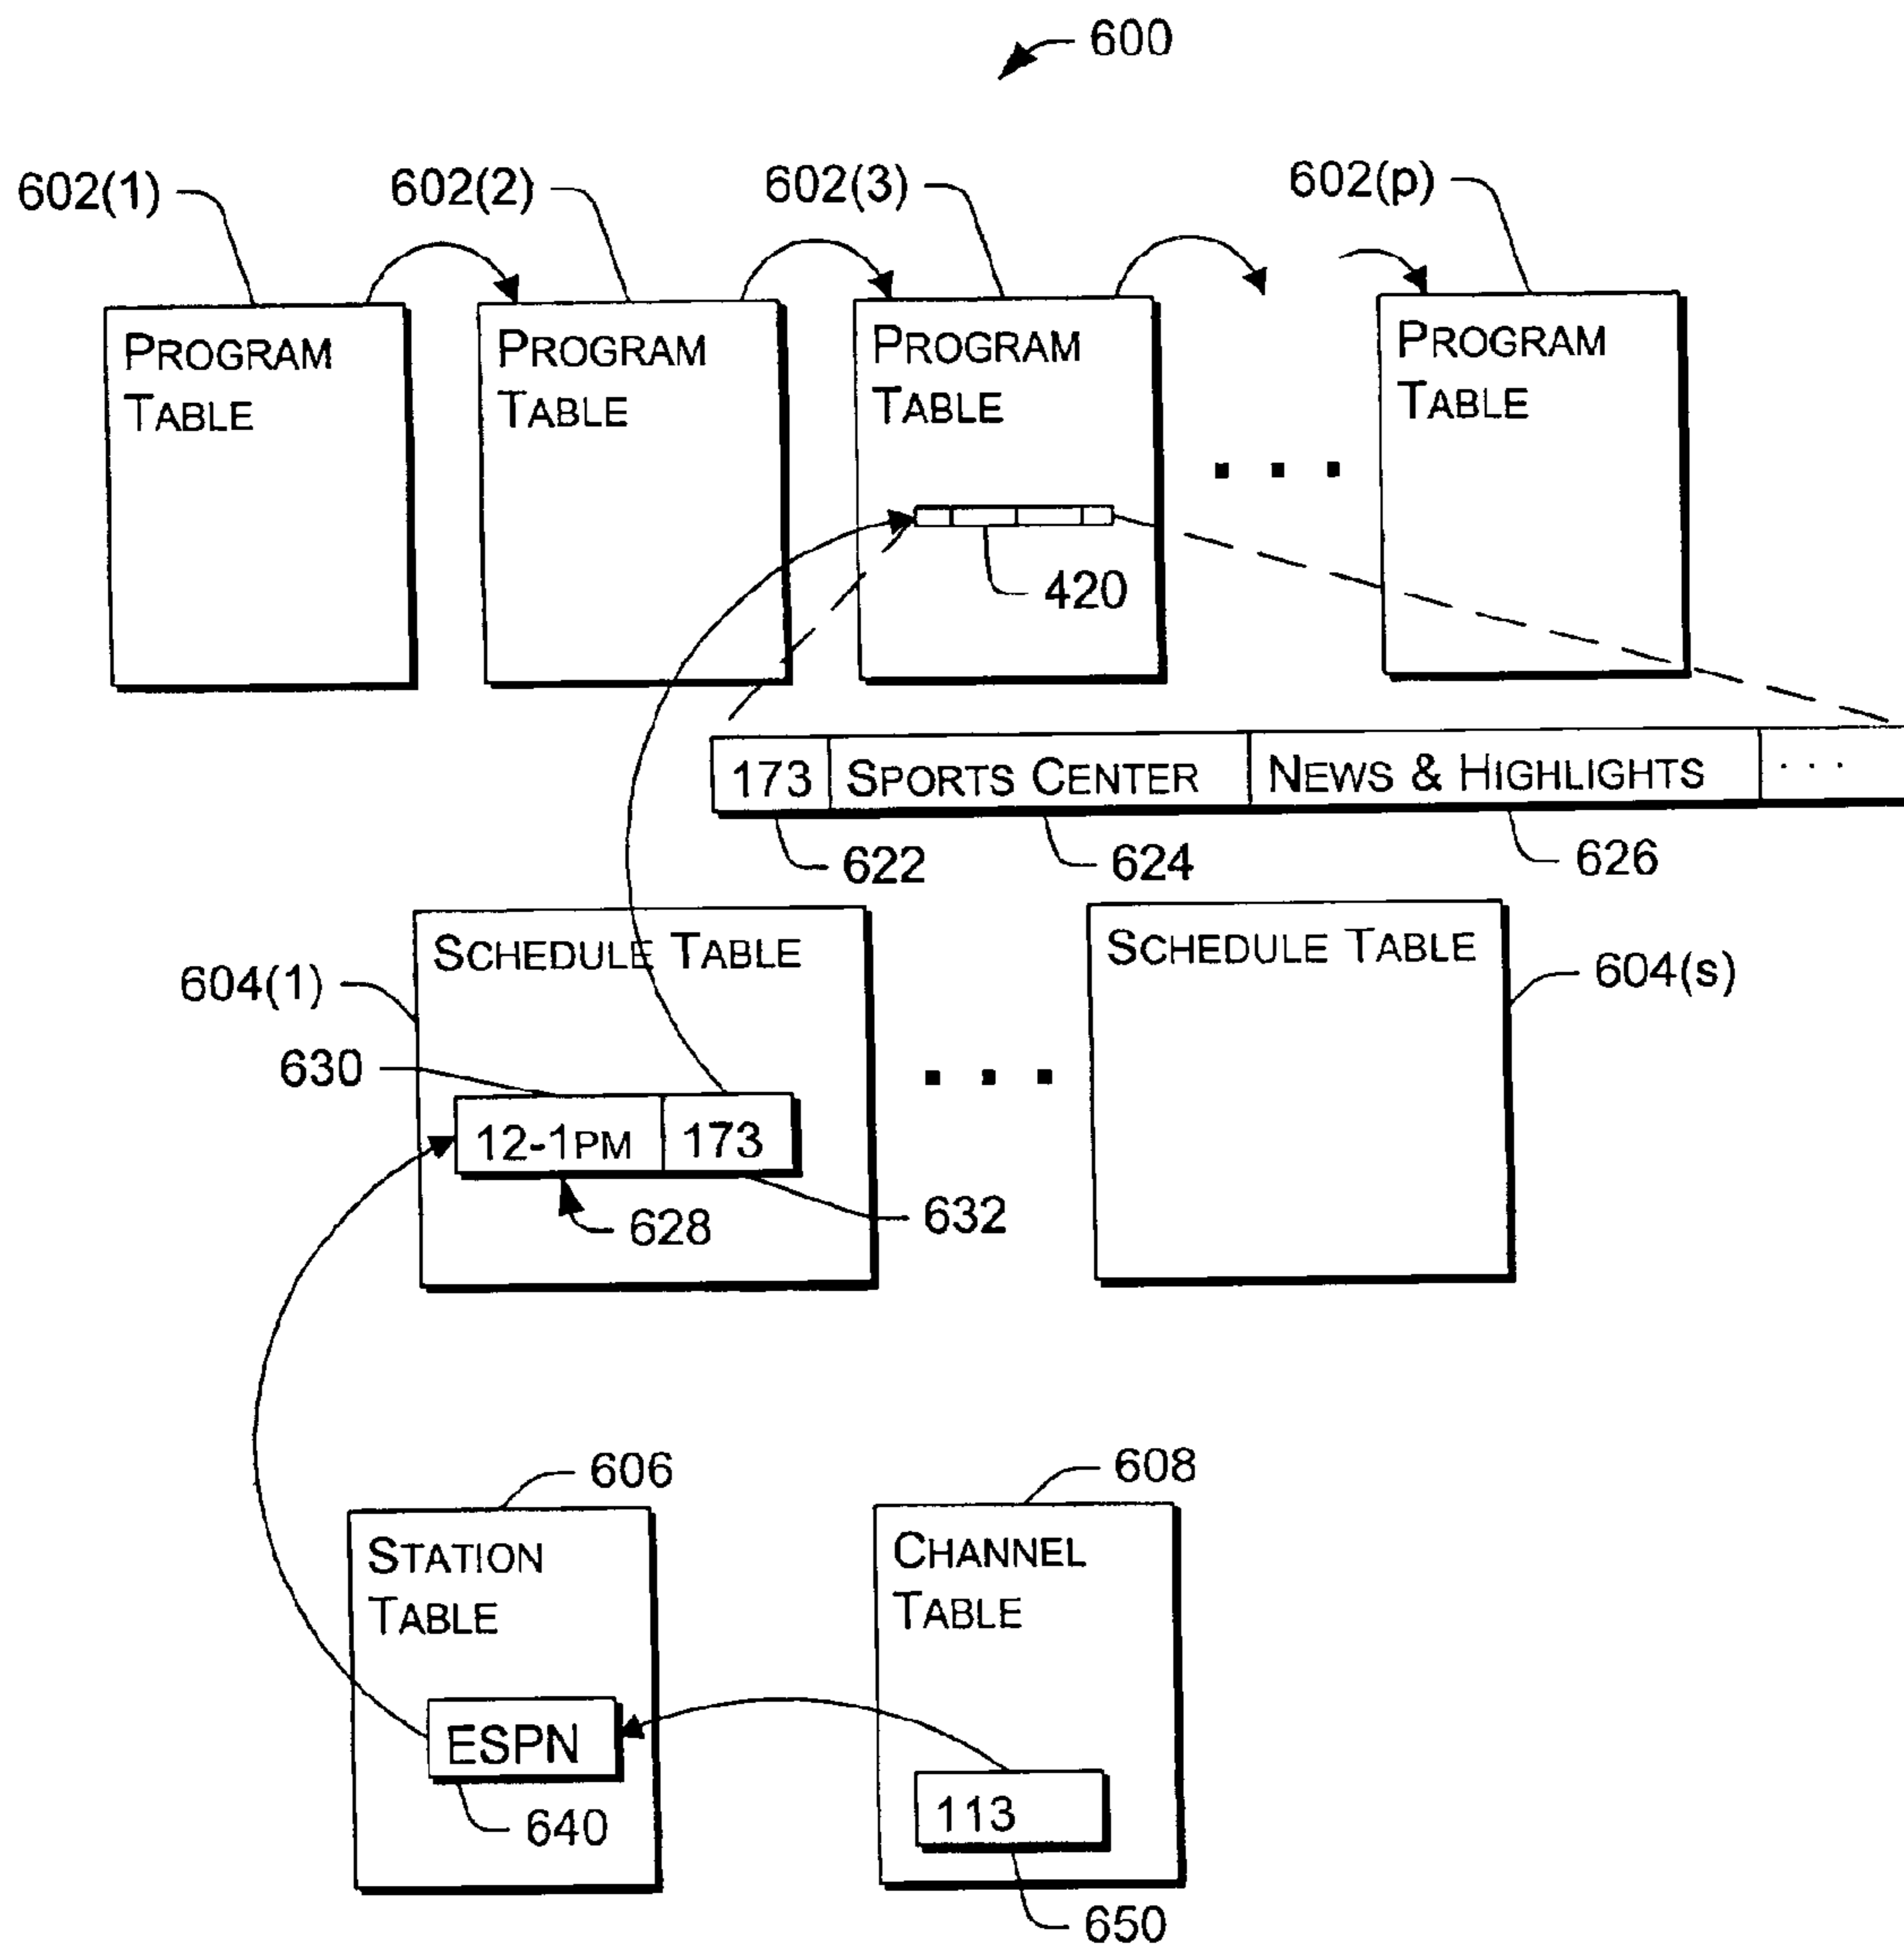 600
602(1)
602(2)
602(3)
602(p)
PROGRAM
TABLE
PROGRAM
TABLE
PROGRAM
TABLE
PROGRAM
TABLE
. . .
420
173
SPORTS CENTER
NEWS & HIGHLIGHTS
. . .
622
624
626
SCHEDULE TABLE
SCHEDULE TABLE
604(1)
604(s)
630
. . .
12-1PM
173
628
632
606
608
STATION
TABLE
CHANNEL
TABLE
ESPN
113
640
650